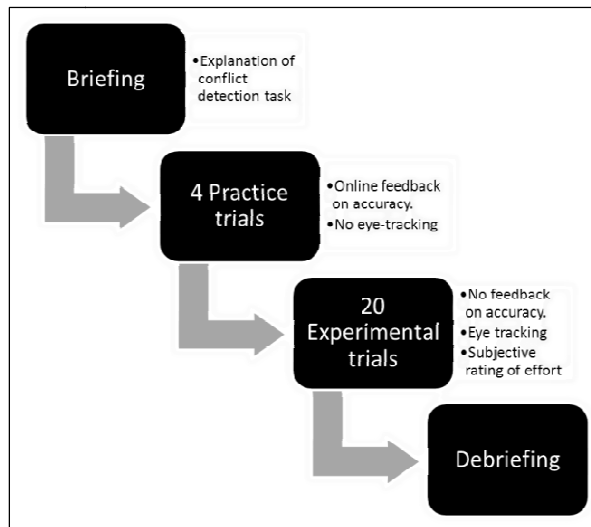 Briefing
•Explanation of
conflict
detection task
4 Practice
trials
•Online feedback
on accuracy.
•No eye-tracking
20
Experimental
trials
•No feedback
on accuracy.
•Eye tracking
•Subjective
rating of effort
Debriefing